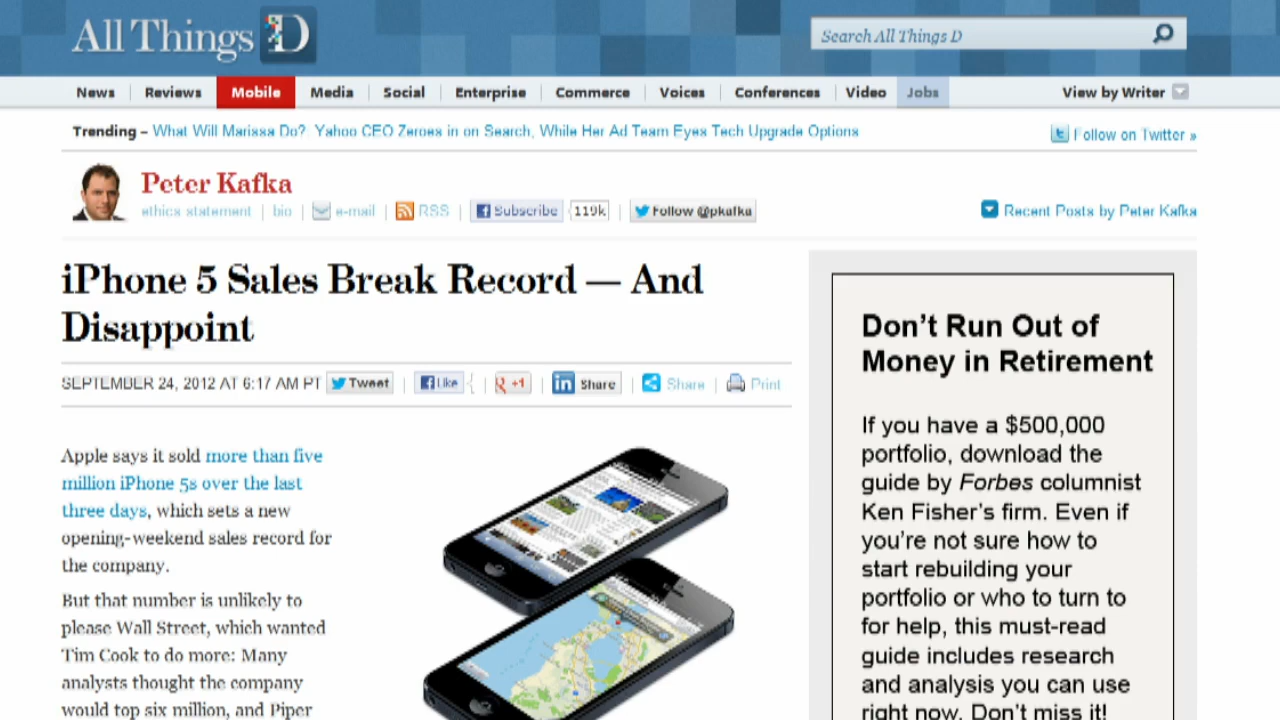 All Things D
Search All Things D
News Reviews Mobile Media Social Enterprise Commerce Voices Conferences Video Jobs View by Writer
Trending – What Will Marissa Do? Yahoo CEO Zeroes in on Search, While Her Ad Team Eyes Tech Upgrade Options
Follow on Twitter »
Peter Kafka
ethics statement | bio | e-mail | RSS | Subscribe 119k | Follow @pkafka
Recent Posts by Peter Kafka
iPhone 5 Sales Break Record — And
Disappoint
SEPTEMBER 24, 2012 AT 6:17 AM PT Tweet | Like | +1 | Share | Share | Print
Apple says it sold more than five
million iPhone 5s over the last
three days, which sets a new
opening-weekend sales record for
the company.
But that number is unlikely to
please Wall Street, which wanted
Tim Cook to do more: Many
analysts thought the company
would top six million, and Piper
Don't Run Out of
Money in Retirement
If you have a $500,000
portfolio, download the
guide by Forbes columnist
Ken Fisher's firm. Even if
you're not sure how to
start rebuilding your
portfolio or who to turn to
for help, this must-read
guide includes research
and analysis you can use
right now. Don't miss it!